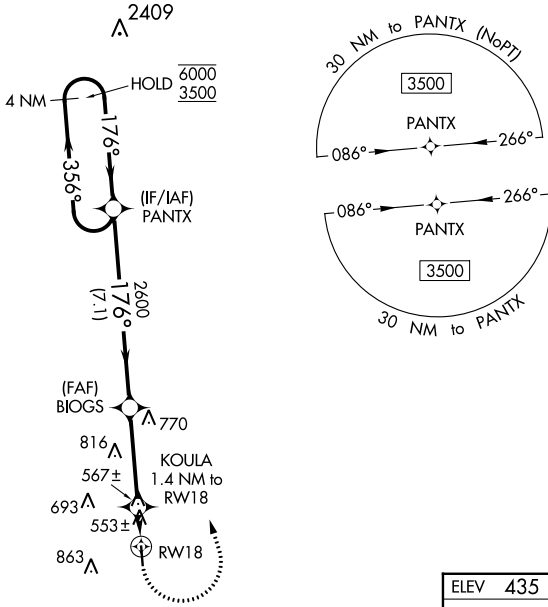 2409
HOLD 6000
3500
4 NM
176°
356°
(IF/IAF)
PANTX
2600
176°
(7.1)
(FAF)
BIOGS
770
816
KOULA
1.4 NM to
RW18
567±
693
553±
RW18
863
30 NM to PANTX (NoPT)
3500
PANTX
086°
266°
086°
266°
PANTX
3500
30 NM to PANTX
ELEV 435